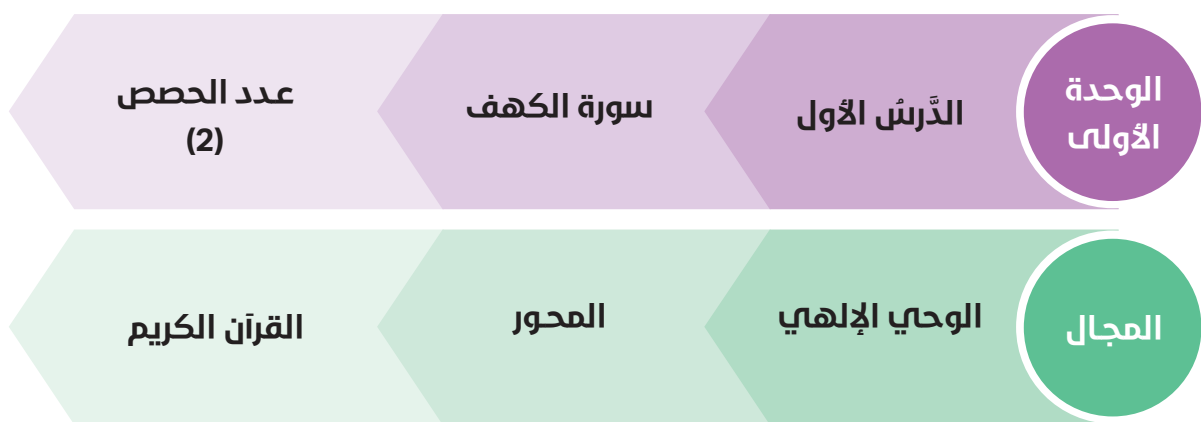 الوحدة
الأولى
الدَّرسُ الأول
سورة الكهف
عدد الحصص
(2)
المجال
الوحي الإلهي
المحور
القرآن الكريم